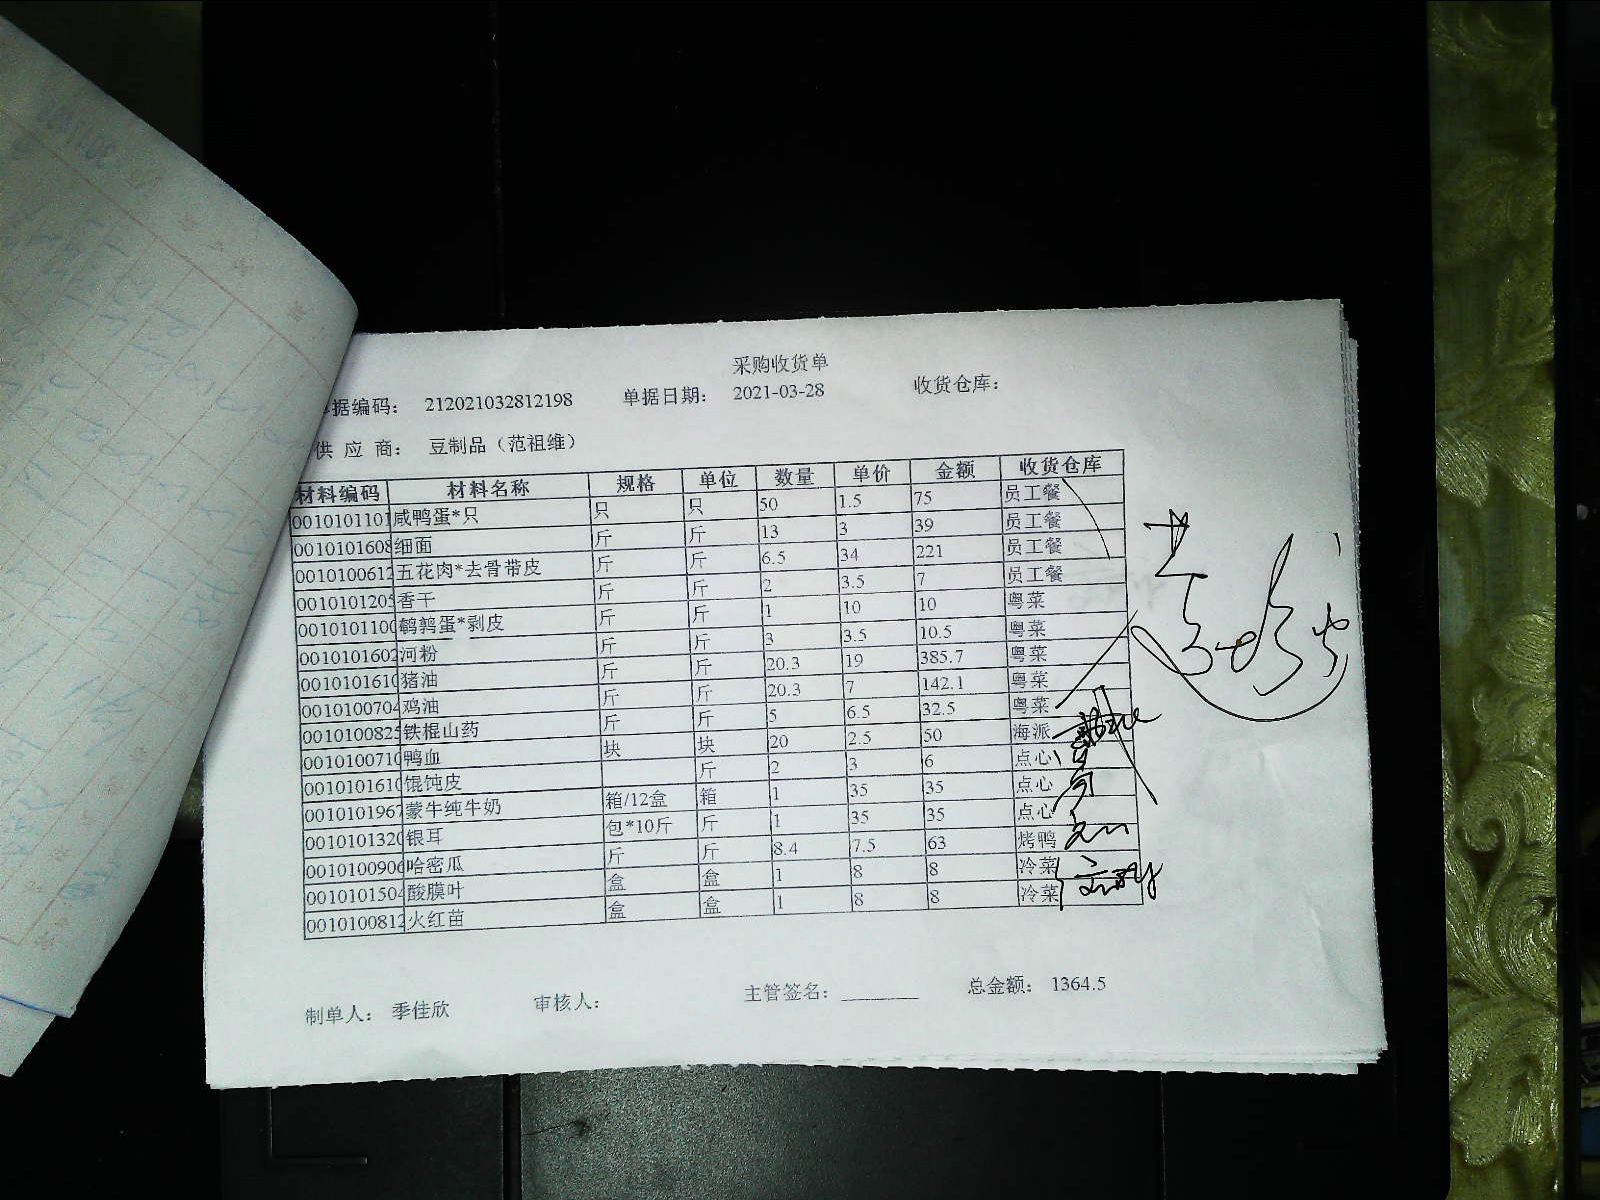 采购收货单
据编码： 212021032812198 单据日期： 2021-03-28 收货仓库：
供 应 商： 豆制品（范祖维）
材料编码 材料名称 规格 单位 数量 单价 金额 收货仓库
0010101101 咸鸭蛋*只 只 只 50 1.5 75 员工餐
0010101608 细面 斤 斤 13 3 39 员工餐
0010100612 五花肉*去骨带皮 斤 斤 6.5 34 221 员工餐
0010101205 香干 斤 斤 2 3.5 7 员工餐
0010101100 鹌鹑蛋*剥皮 斤 斤 1 10 10 粤菜
0010101602 河粉 斤 斤 3 3.5 10.5 粤菜
0010101610 猪油 斤 斤 20.3 19 385.7 粤菜
0010100704 鸡油 斤 斤 20.3 7 142.1 粤菜
0010100825 铁棍山药 斤 斤 5 6.5 32.5 粤菜
0010100710 鸭血 块 块 20 2.5 50 海派
0010101610 馄饨皮 斤 2 3 6 点心
0010101967 蒙牛纯牛奶 箱/12盒 箱 1 35 35 点心
0010101320 银耳 包*10斤 斤 1 35 35 点心
0010100906 哈密瓜 斤 斤 8.4 7.5 63 烤鸭
0010101504 酸膜叶 盒 盒 1 8 8 冷菜
0010100812 火红苗 盒 盒 1 8 8 冷菜
制单人： 季佳欣 审核人： 主管签名： 总金额： 1364.5